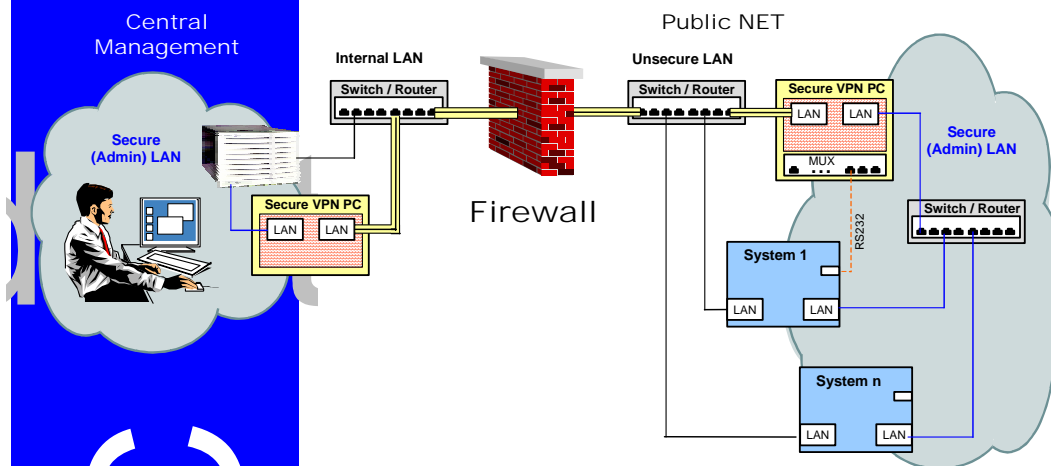 Central
Management
Public NET
Internal LAN
Unsecure LAN
Switch / Router
Switch / Router
Secure VPN PC
LAN
LAN
Secure
(Admin) LAN
Secure
(Admin) LAN
MUX
Secure VPN PC
LAN
LAN
Firewall
Switch / Router
RS232
System 1
LAN
LAN
System n
LAN
LAN